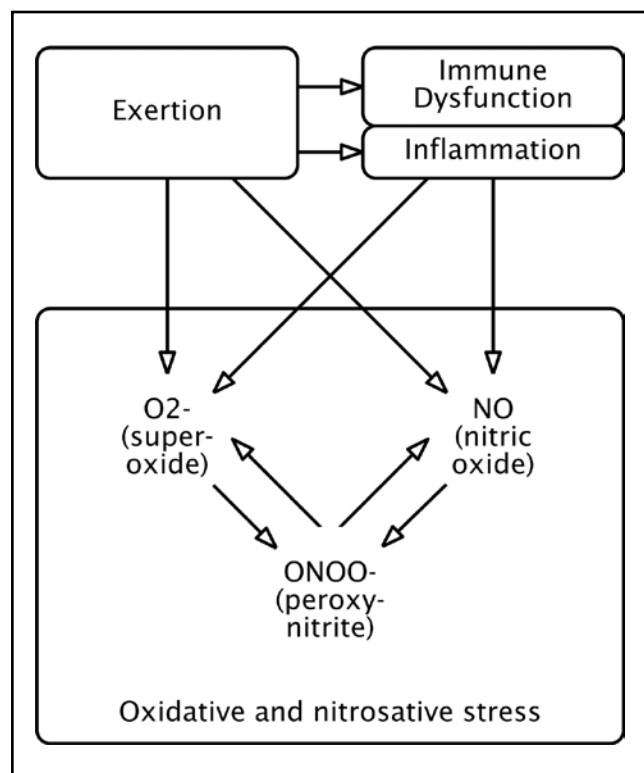 Exertion
Immune
Dysfunction
Inflammation
O2-
(super-
oxide)
NO
(nitric
oxide)
ONOO-
(peroxy-
nitrite)
Oxidative and nitrosative stress